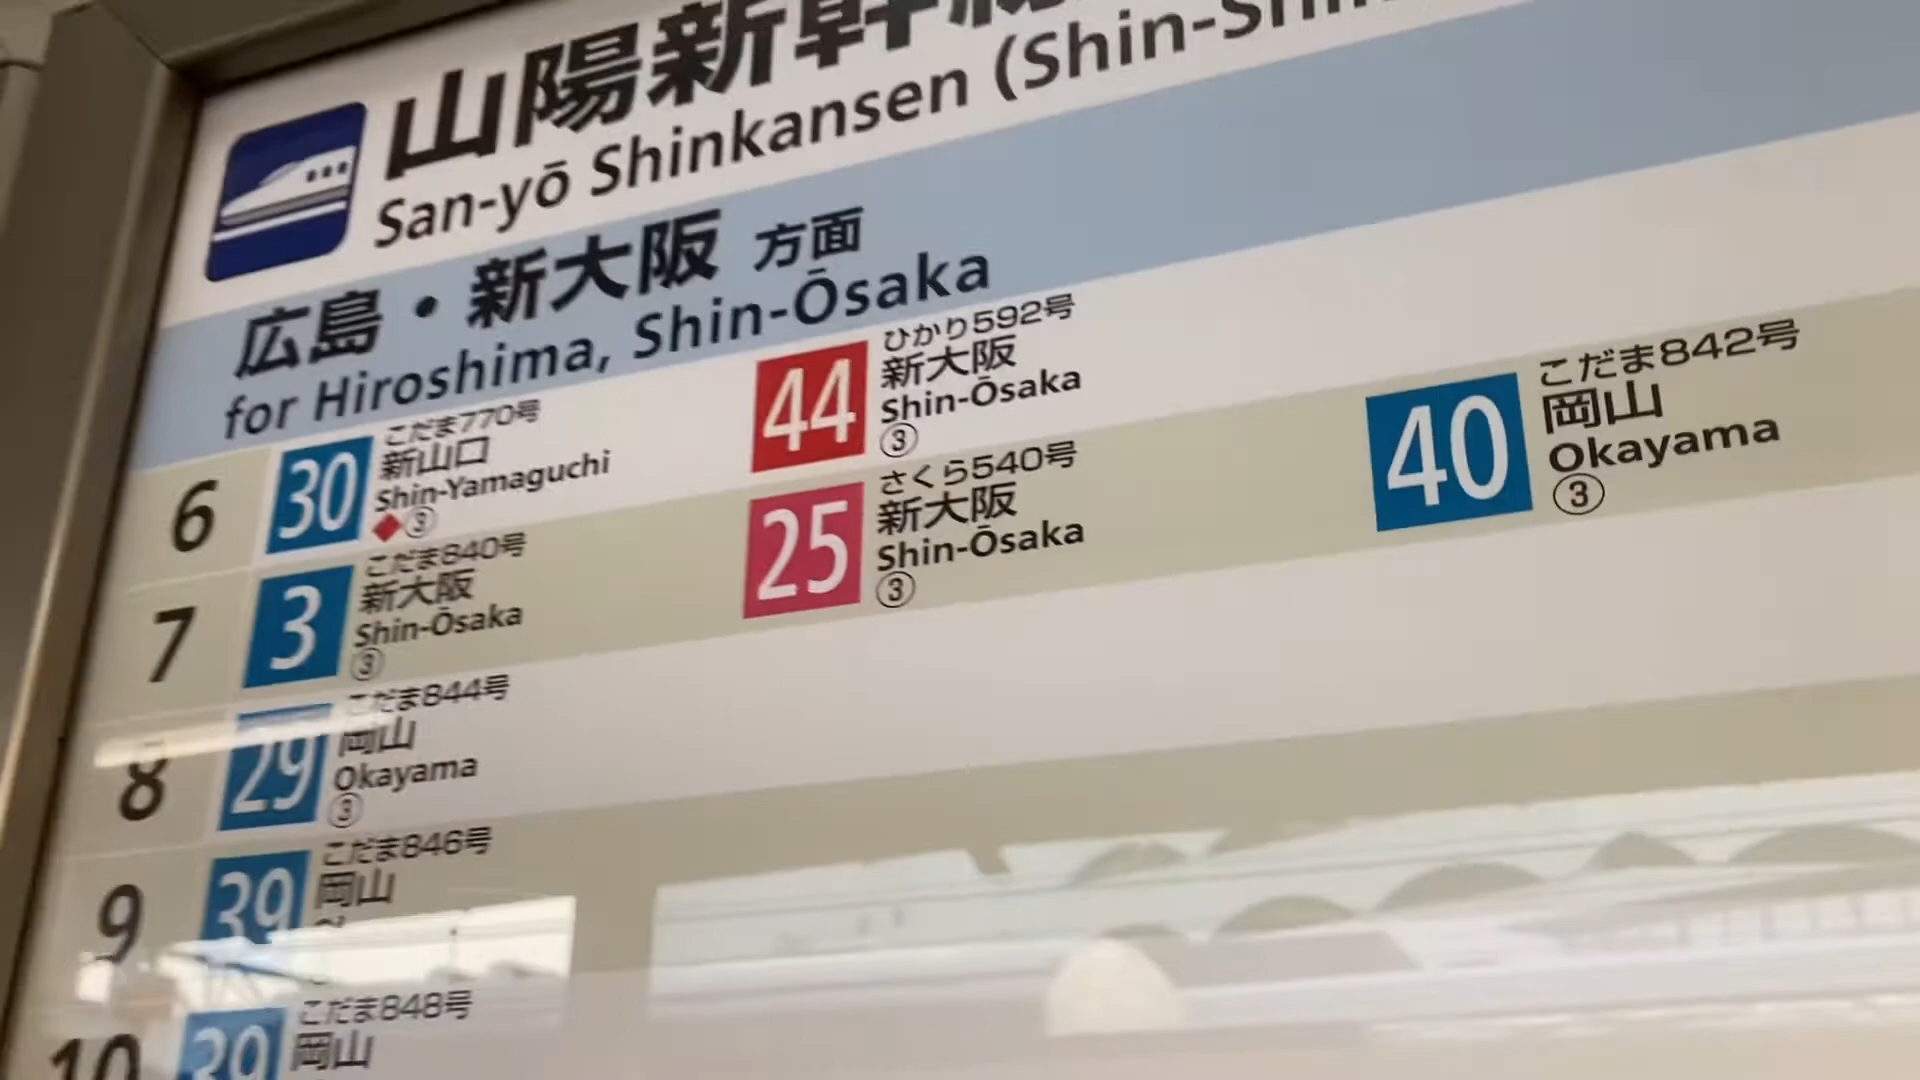 山陽新幹線
San-yō Shinkansen (Shin-Shi
広島・新大阪 方面
for Hiroshima, Shin-Ōsaka
6
30
こだま770号
新山口
Shin-Yamaguchi
◆③
44
ひかり592号
新大阪
Shin-Ōsaka
③
7
3
こだま840号
新大阪
Shin-Ōsaka
③
25
さくら540号
新大阪
Shin-Ōsaka
③
40
こだま842号
岡山
Okayama
③
8
29
こだま844号
岡山
Okayama
③
9
39
こだま846号
岡山
10
39
こだま848号
岡山